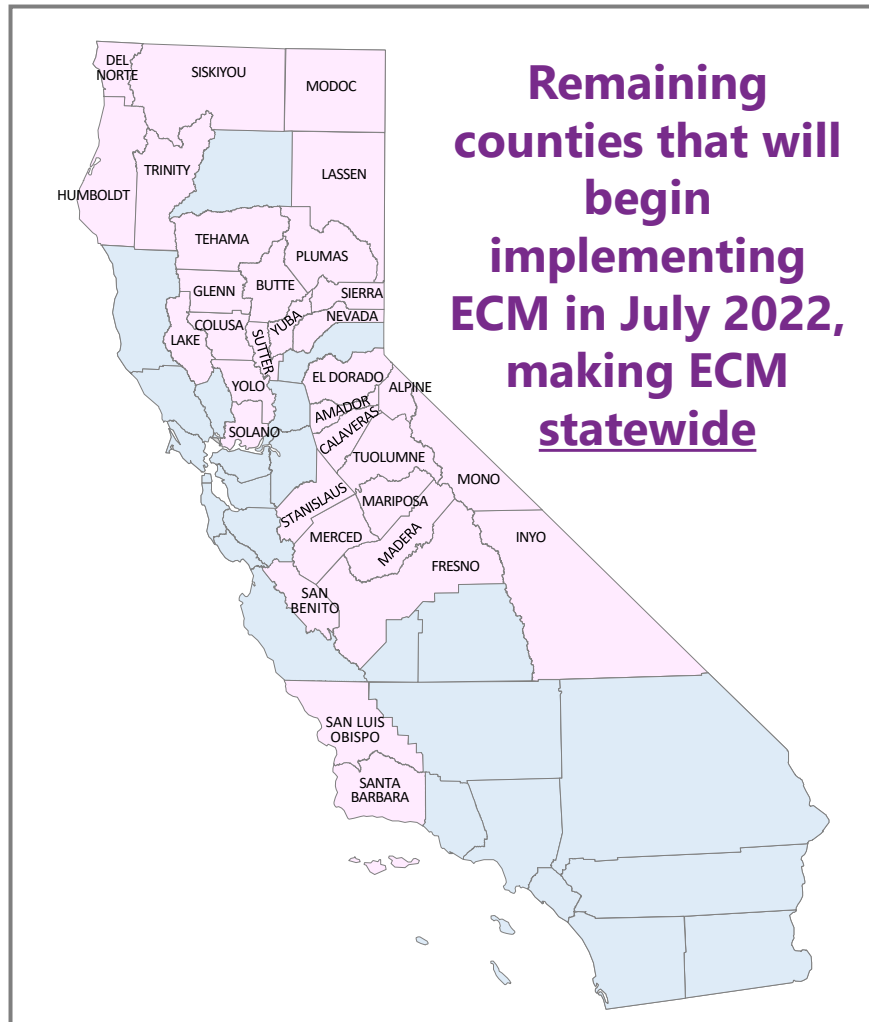 Remaining
counties that will
begin
implementing
ECM in July 2022,
making ECM
statewide
DEL
NORTE
SISKIYOU
MODOC
TRINITY
LASSEN
HUMBOLDT
TEHAMA
PLUMAS
BUTTE
GLENN
SIERRA
YUBA
NEVADA
COLUSA
SUTTER
LAKE
YOLO
EL DORADO
ALPINE
AMADOR
CALAVERAS
SOLANO
TUOLUMNE
MONO
STANISLAUS
MARIPOSA
MERCED
MADERA
INYO
FRESNO
SAN
BENITO
SAN LUIS
OBISPO
SANTA
BARBARA